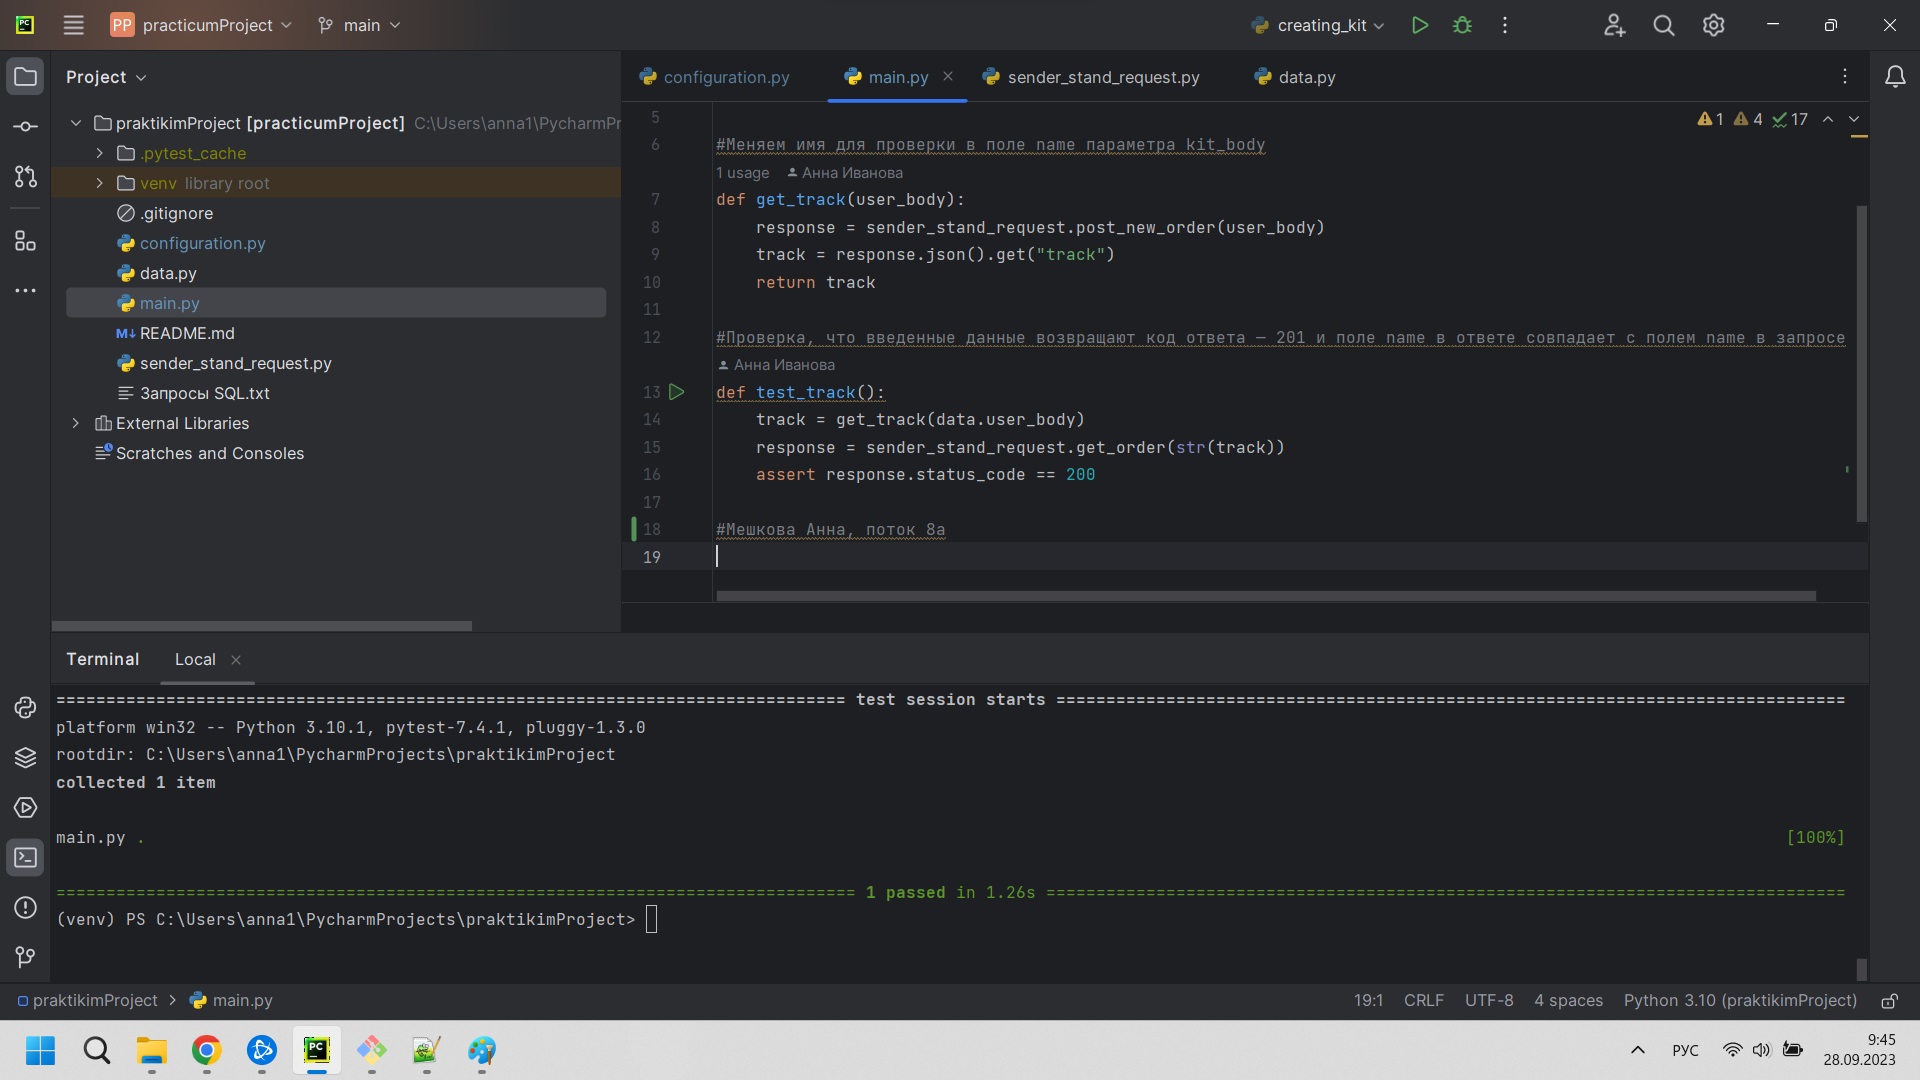 PP practicumProject main creating_kit
Project
configuration.py main.py sender_stand_request.py data.py
praktikimProject [practicumProject] C:\Users\anna1\PycharmPr
.pytest_cache
venv library root
.gitignore
configuration.py
data.py
main.py
M↓ README.md
sender_stand_request.py
Запросы SQL.txt
External Libraries
Scratches and Consoles
1 4 17
5
6 #Меняем имя для проверки в поле name параметра kit_body
1 usage Анна Иванова
7 def get_track(user_body):
8 response = sender_stand_request.post_new_order(user_body)
9 track = response.json().get("track")
10 return track
11
12 #Проверка, что введенные данные возвращают код ответа — 201 и поле name в ответе совпадает с полем name в запросе
Анна Иванова
13 def test_track():
14 track = get_track(data.user_body)
15 response = sender_stand_request.get_order(str(track))
16 assert response.status_code == 200
17
18 #Мешкова Анна, поток 8а
19
Terminal Local
=============================================================================== test session starts ===============================================================================
platform win32 -- Python 3.10.1, pytest-7.4.1, pluggy-1.3.0
rootdir: C:\Users\anna1\PycharmProjects\praktikimProject
collected 1 item
main.py . [100%]
================================================================================ 1 passed in 1.26s ================================================================================
(venv) PS C:\Users\anna1\PycharmProjects\praktikimProject>
praktikimProject > main.py 19:1 CRLF UTF-8 4 spaces Python 3.10 (praktikimProject)
РУС
9:45
28.09.2023